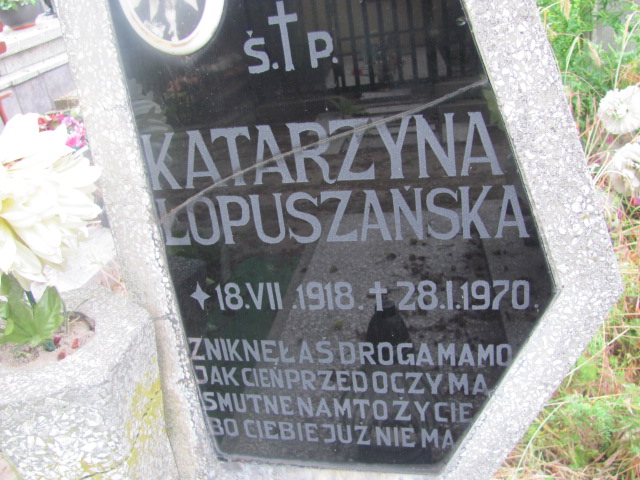 Ś.†P.
KATARZYNA
ŁOPUSZAŃSKA
✦ 18.VII.1918. † 28.I.1970.
ZNIKNĘŁAŚ DROGA MAMO
JAK CIEŃ PRZED OCZYMA
SMUTNE NAM TO ŻYCIE
BO CIEBIE JUŻ NIE MA